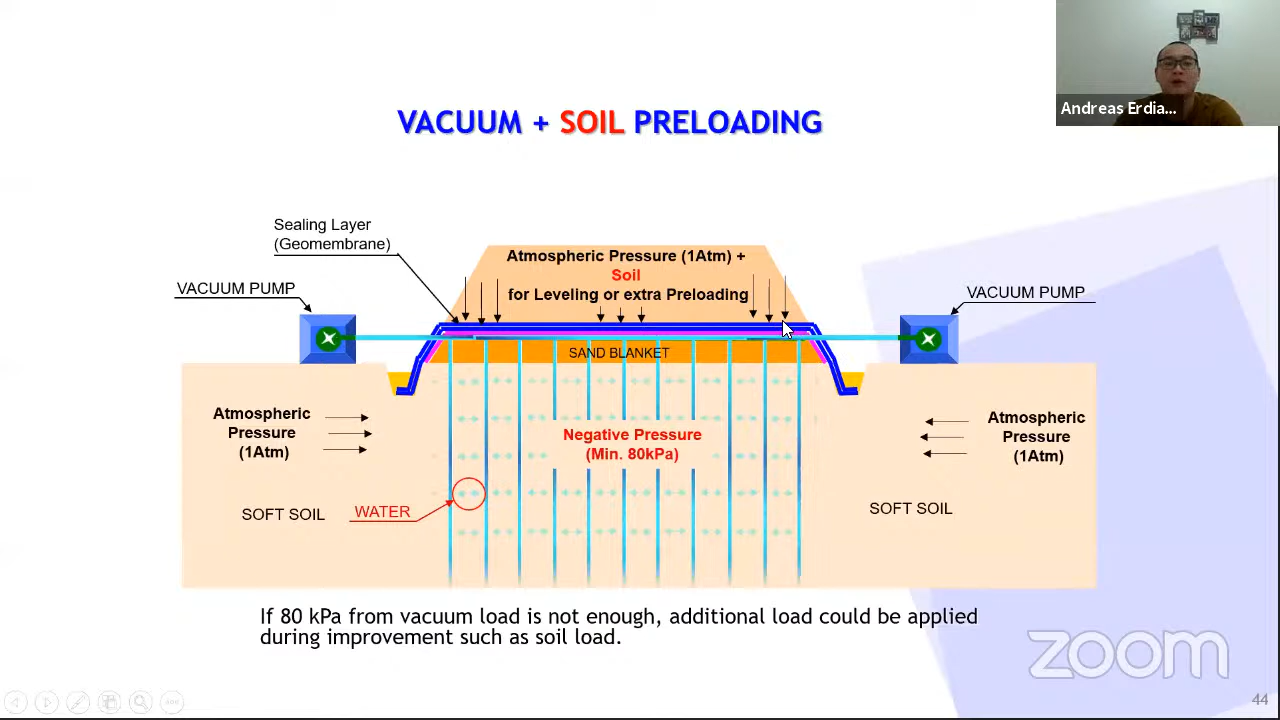 Andreas Erdia...
VACUUM + SOIL PRELOADING
Sealing Layer
(Geomembrane)
VACUUM PUMP
Atmospheric Pressure (1Atm) +
Soil
for Leveling or extra Preloading
VACUUM PUMP
SAND BLANKET
Atmospheric
Pressure
(1Atm)
Negative Pressure
(Min. 80kPa)
Atmospheric
Pressure
(1Atm)
SOFT SOIL
WATER
SOFT SOIL
If 80 kPa from vacuum load is not enough, additional load could be applied
during improvement such as soil load.
zoom
44